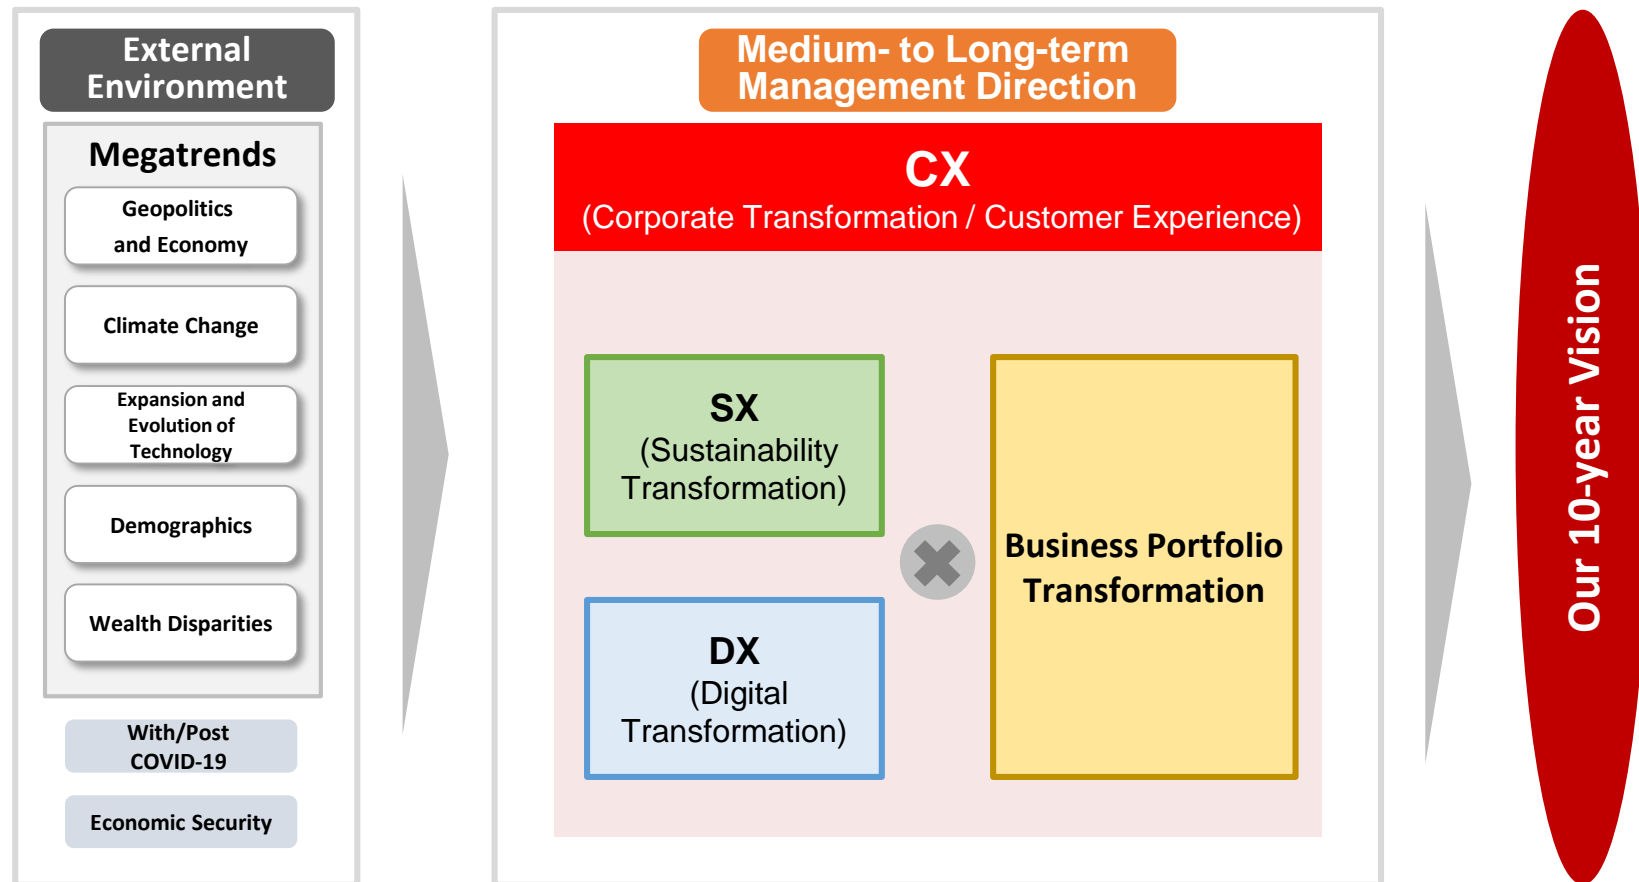 External
Environment
Megatrends
Geopolitics
and Economy
Climate Change
Expansion and
Evolution of
Technology
Demographics
Wealth Disparities
With/Post
COVID-19
Economic Security
Medium- to Long-term
Management Direction
CX
(Corporate Transformation / Customer Experience)
SX
(Sustainability
Transformation)
DX
(Digital
Transformation)
Business Portfolio
Transformation
Our 10-year Vision